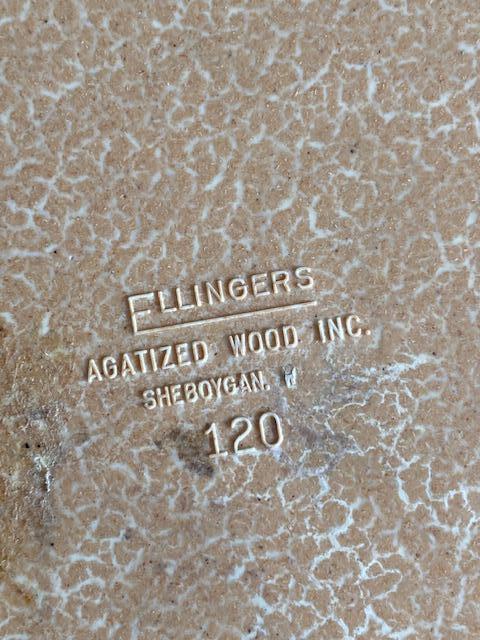 ELLINGERS
AGATIZED WOOD INC.
SHEBOYGAN,
120